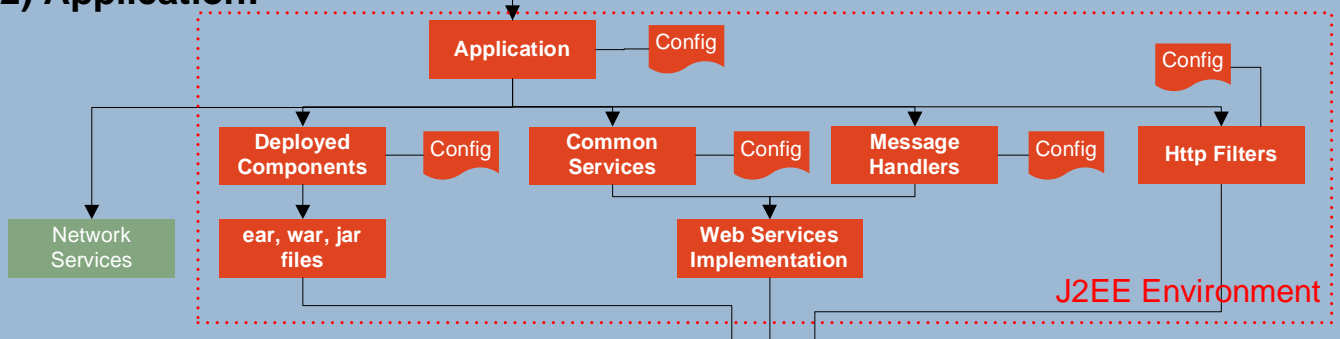 2) Application:
Application
Config
Config
Deployed
Components
Config
Common
Services
Config
Message
Handlers
Config
Http Filters
Network
Services
ear, war, jar
files
Web Services
Implementation
J2EE Environment